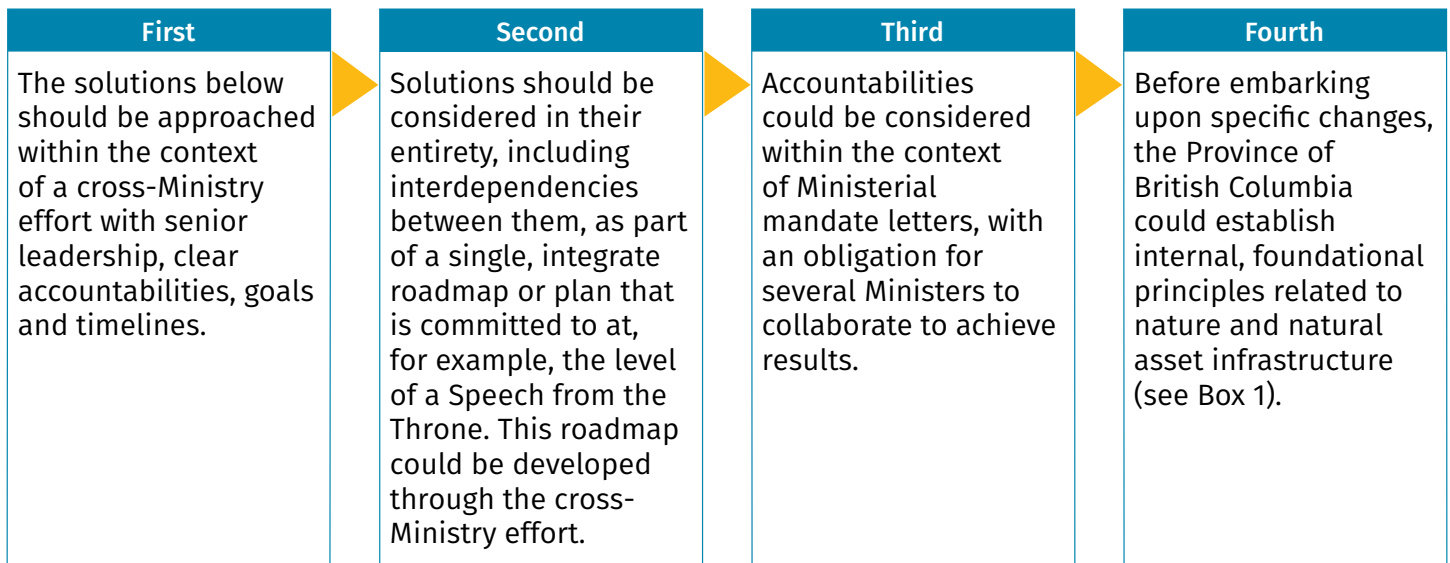 First
The solutions below
should be approached
within the context
of a cross-Ministry
effort with senior
leadership, clear
accountabilities, goals
and timelines.
Second
Solutions should be
considered in their
entirety, including
interdependencies
between them, as part
of a single, integrate
roadmap or plan that
is committed to at,
for example, the level
of a Speech from the
Throne. This roadmap
could be developed
through the cross-
Ministry effort.
Third
Accountabilities
could be considered
within the context
of Ministerial
mandate letters, with
an obligation for
several Ministers to
collaborate to achieve
results.
Fourth
Before embarking
upon specific changes,
the Province of
British Columbia
could establish
internal, foundational
principles related to
nature and natural
asset infrastructure
(see Box 1).